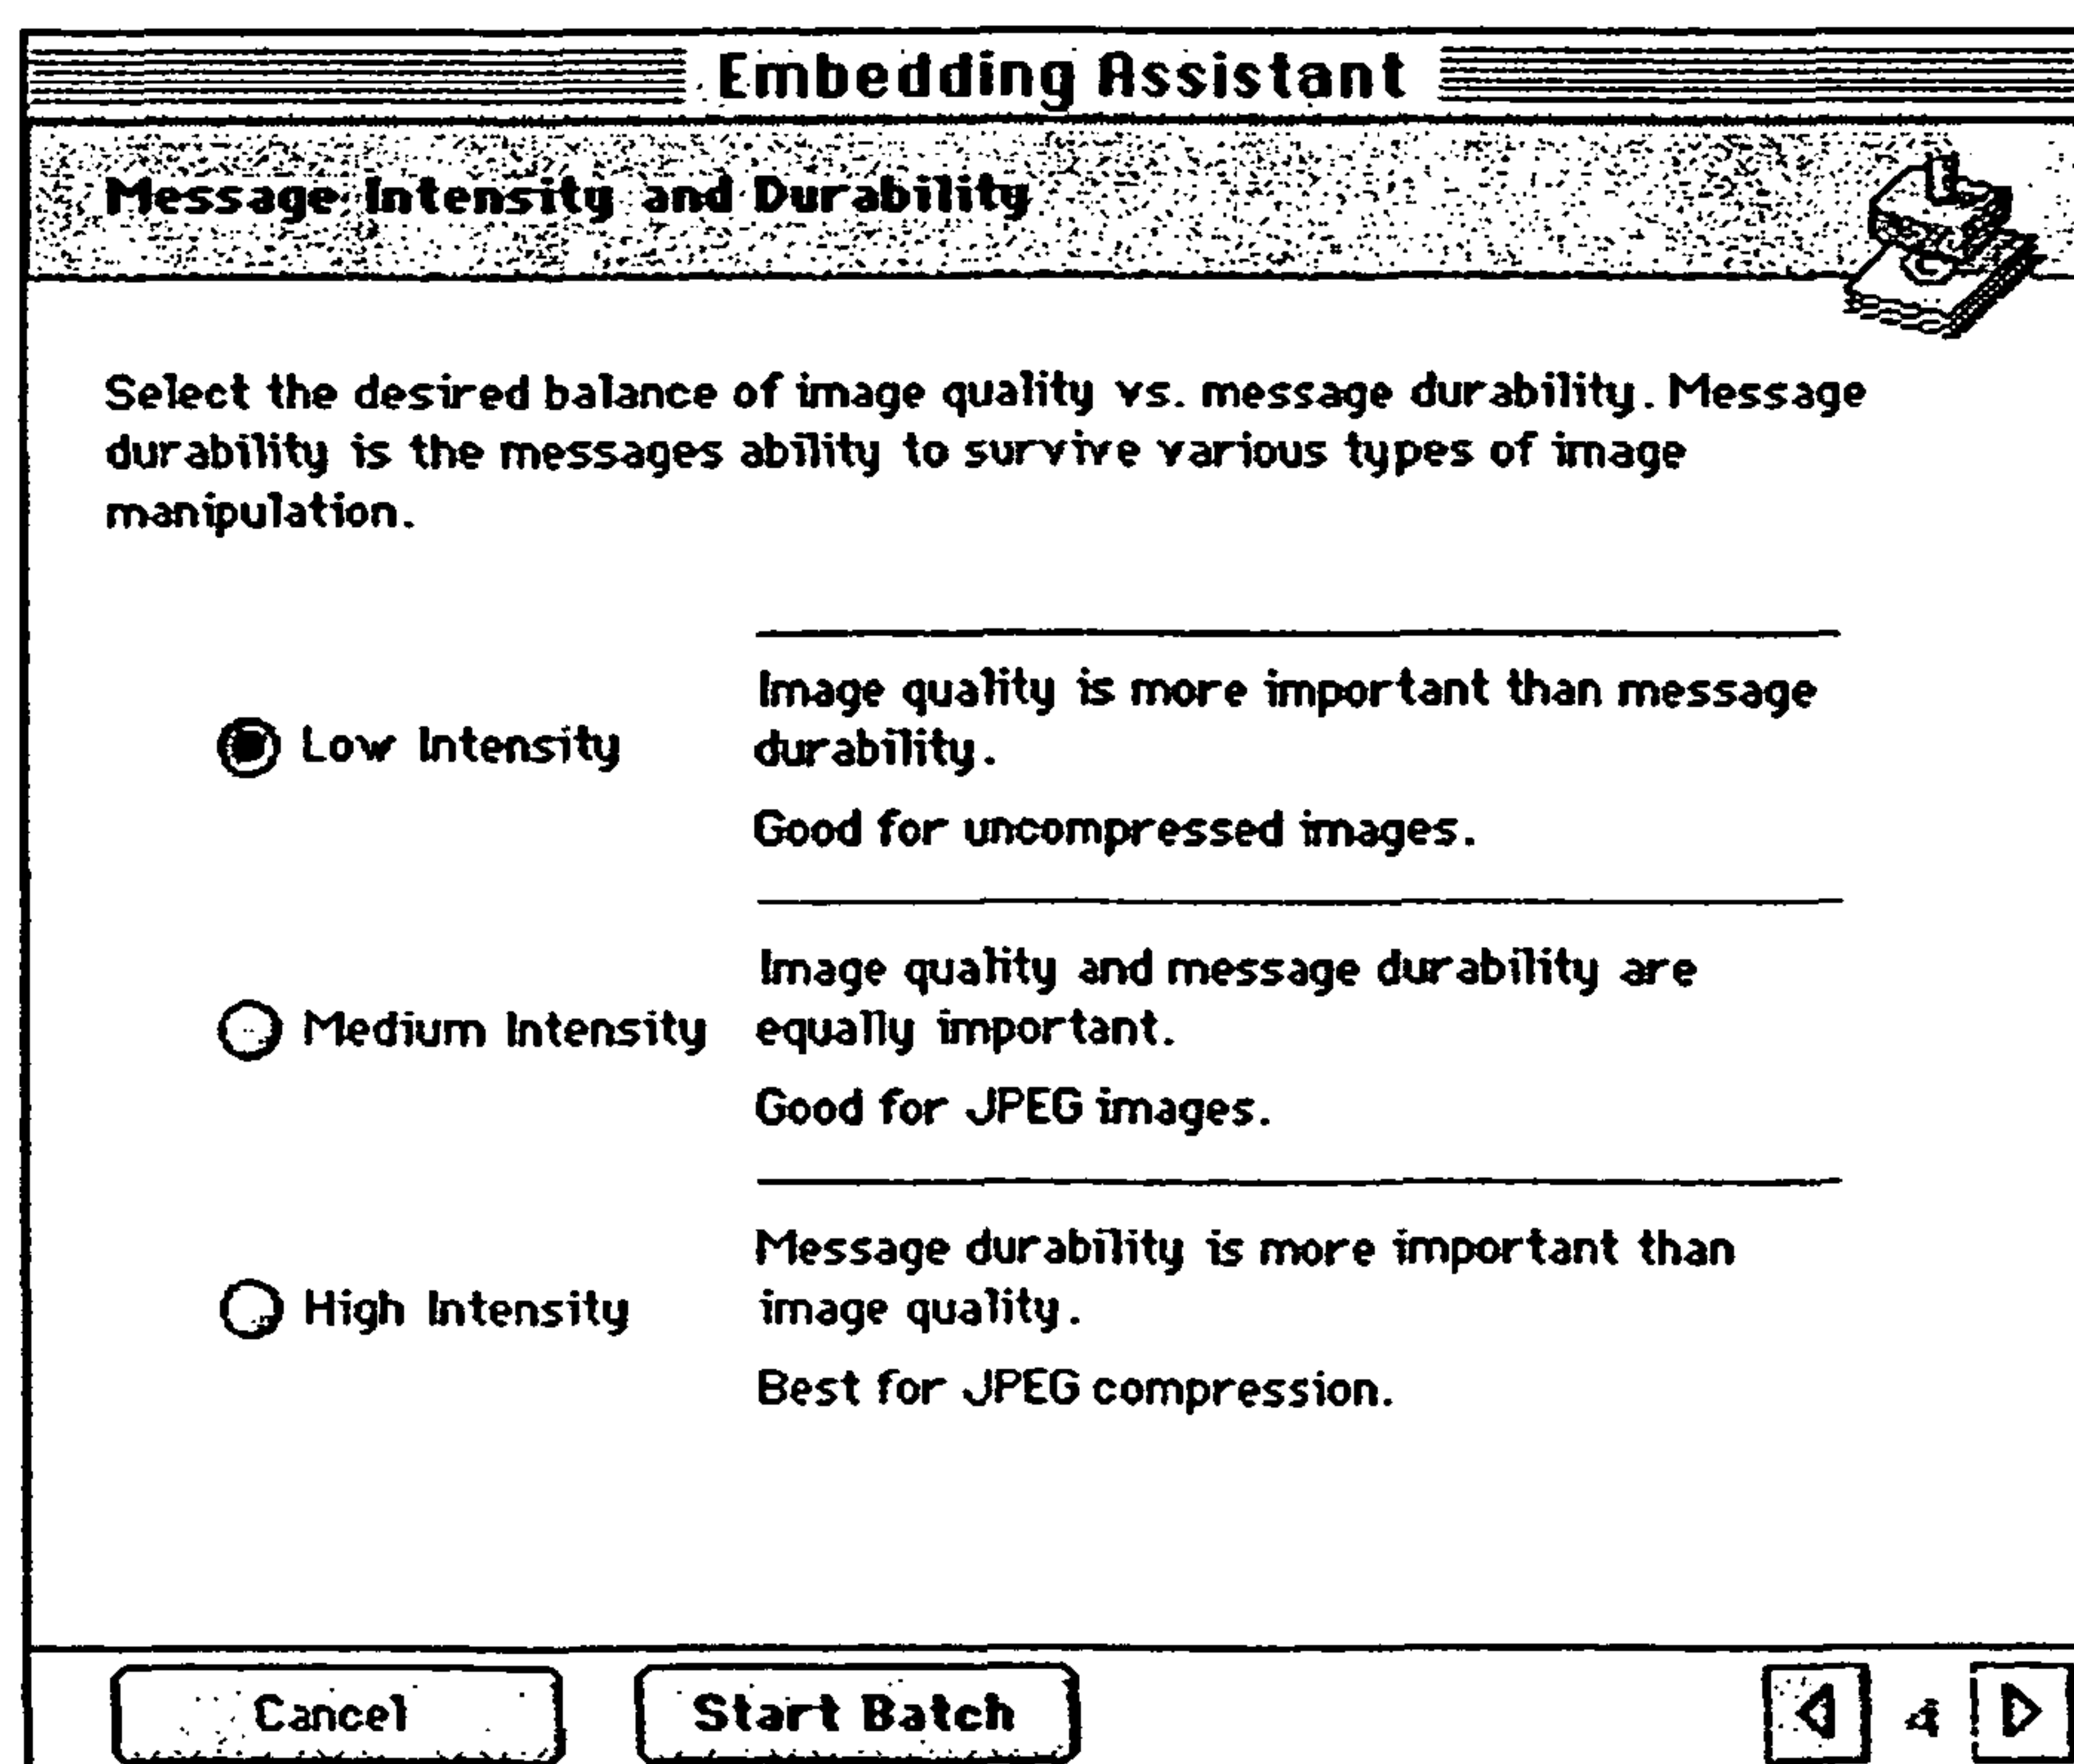 Embedding Assistant
Message Intensity and Durability
Select the desired balance of image quality vs. message durability. Message
durability is the messages ability to survive various types of image
manipulation.
Low Intensity
Image quality is more important than message
durability.
Good for uncompressed images.
Medium Intensity
Image quality and message durability are
equally important.
Good for JPEG images.
High Intensity
Message durability is more important than
image quality.
Best for JPEG compression.
Cancel
Start Batch
4